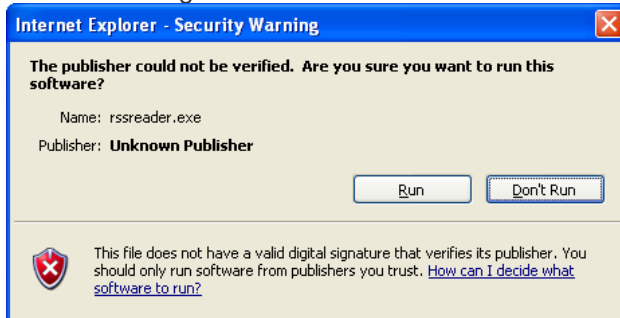 Internet Explorer - Security Warning
The publisher could not be verified.  Are you sure you want to run this
software?
Name: rssreader.exe
Publisher: Unknown Publisher
Run Don't Run
This file does not have a valid digital signature that verifies its publisher. You
should only run software from publishers you trust. How can I decide what
software to run?